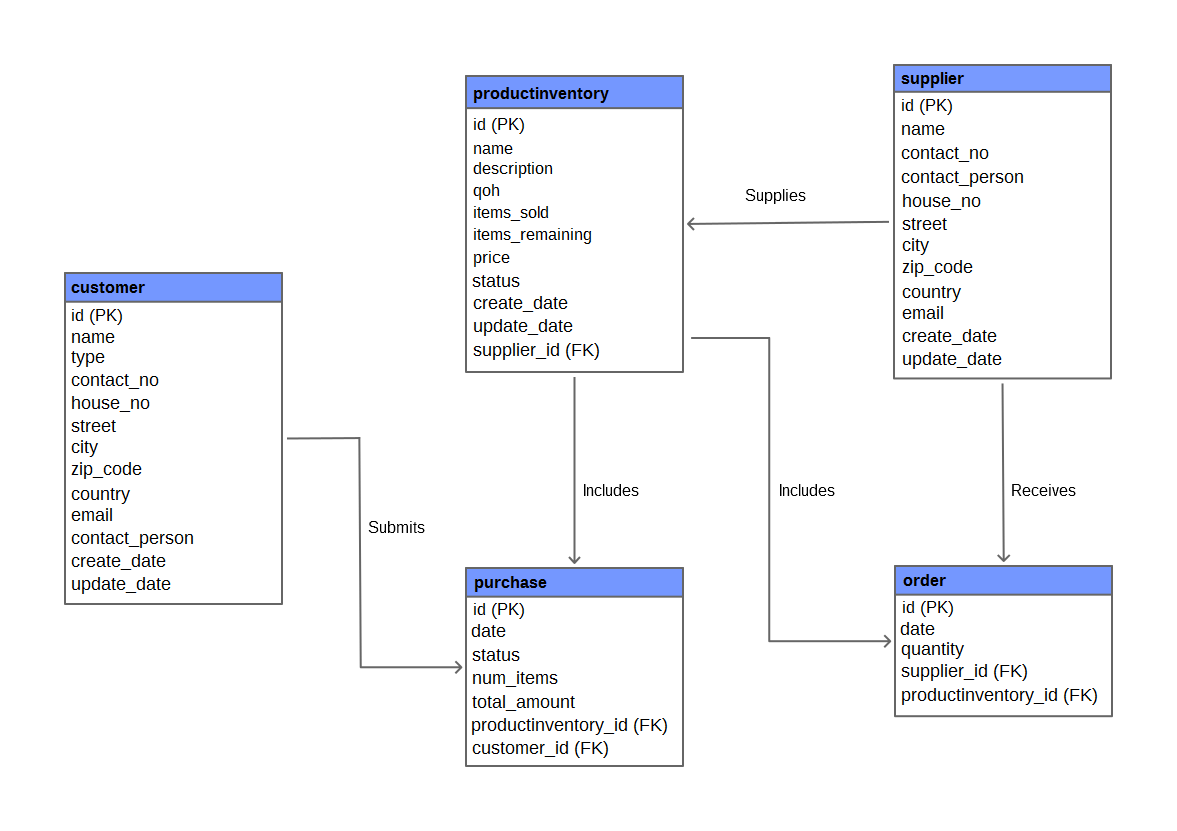 productinventory
id (PK)
name
description
qoh
items_sold
items_remaining
price
status
create_date
update_date
supplier_id (FK)
supplier
id (PK)
name
contact_no
contact_person
house_no
street
city
zip_code
country
email
create_date
update_date
Supplies
customer
id (PK)
name
type
contact_no
house_no
street
city
zip_code
country
email
contact_person
create_date
update_date
Submits
Includes
Includes
Receives
purchase
id (PK)
date
status
num_items
total_amount
productinventory_id (FK)
customer_id (FK)
order
id (PK)
date
quantity
supplier_id (FK)
productinventory_id (FK)